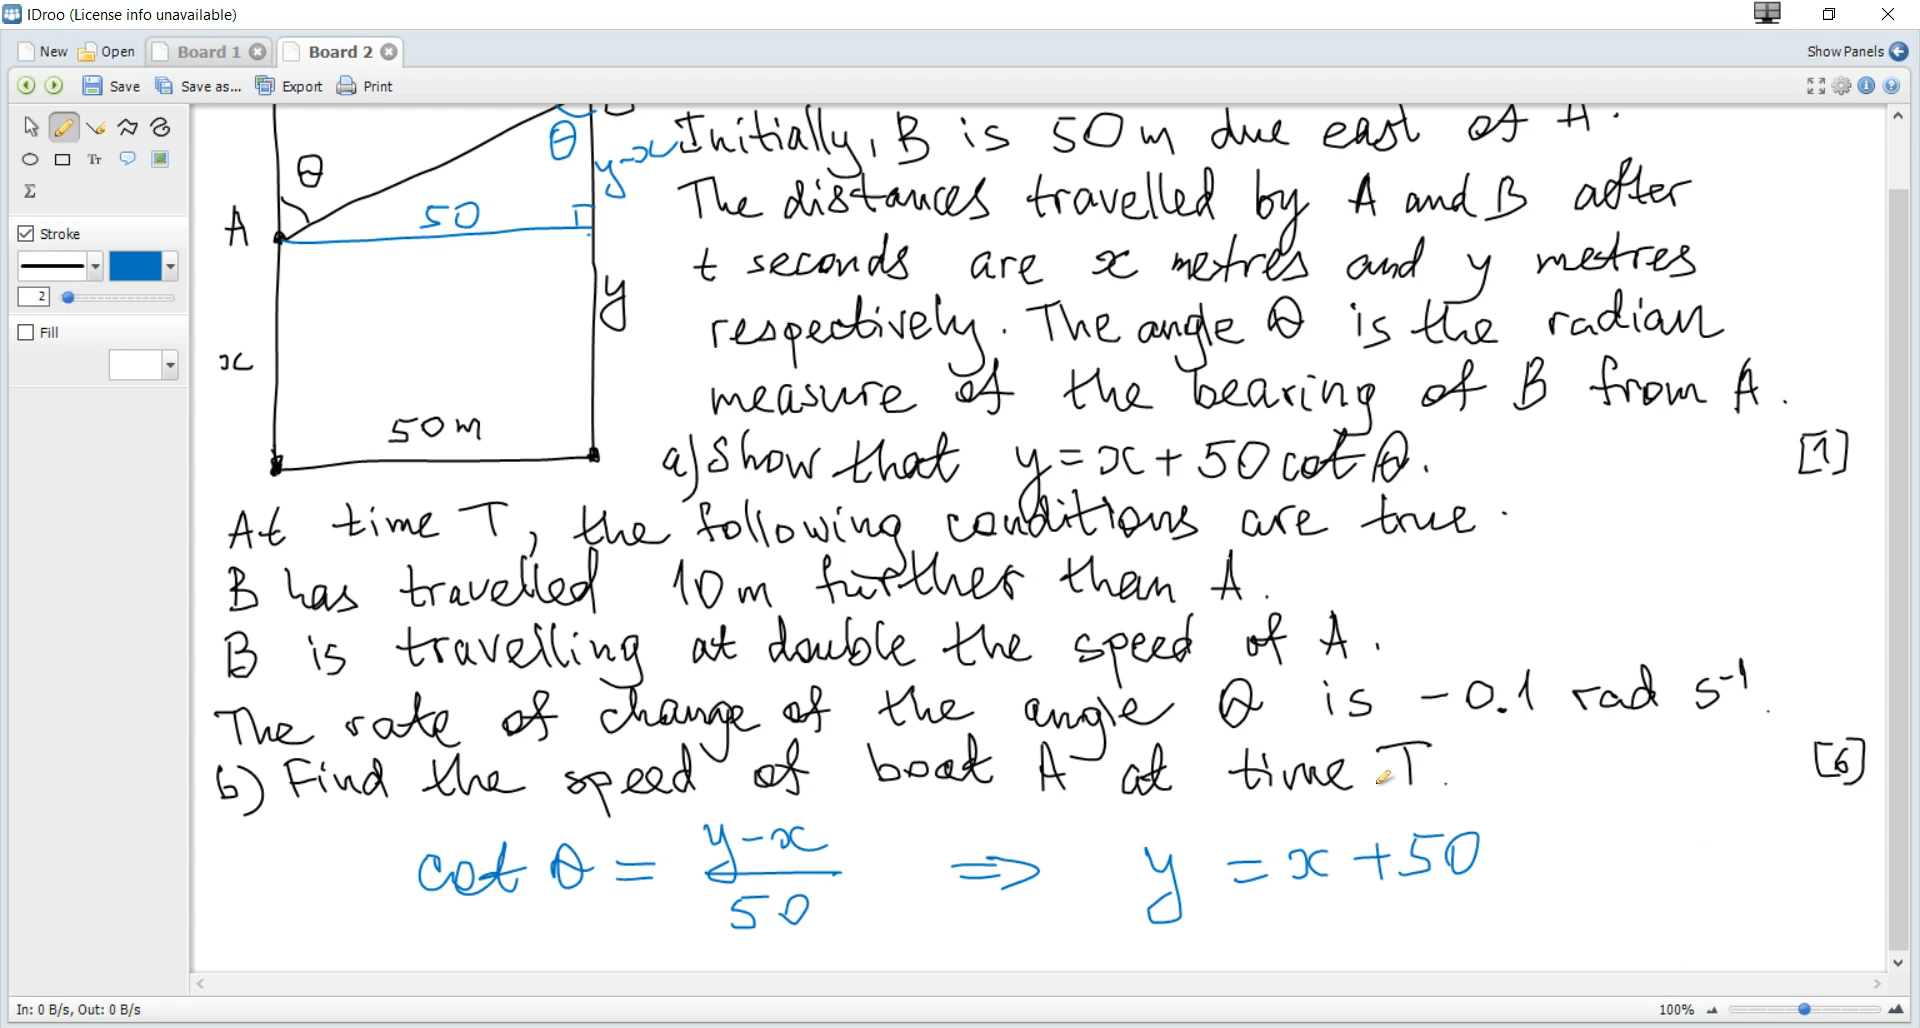 IDroo (License info unavailable)
New Open Board 1 Board 2 Show Panels
Save Save as... Export Print
Tt
Σ
Stroke
2
Fill
θ
A
50
x
y
50 m
θ
y-x
Initially, B is 50 m due east of A.
The distances travelled by A and B after
t seconds are x metres and y metres
respectively. The angle θ is the radian
measure of the bearing of B from A.
a) Show that y = x + 50 cot θ. [1]
At time T, the following conditions are true.
B has travelled 10 m further than A.
B is travelling at double the speed of A.
The rate of change of the angle θ is -0.1 rad s⁻¹.
b) Find the speed of boat A at time T. [6]
cot θ = (y-x)/50 => y = x + 50
In: 0 B/s, Out: 0 B/s 100%